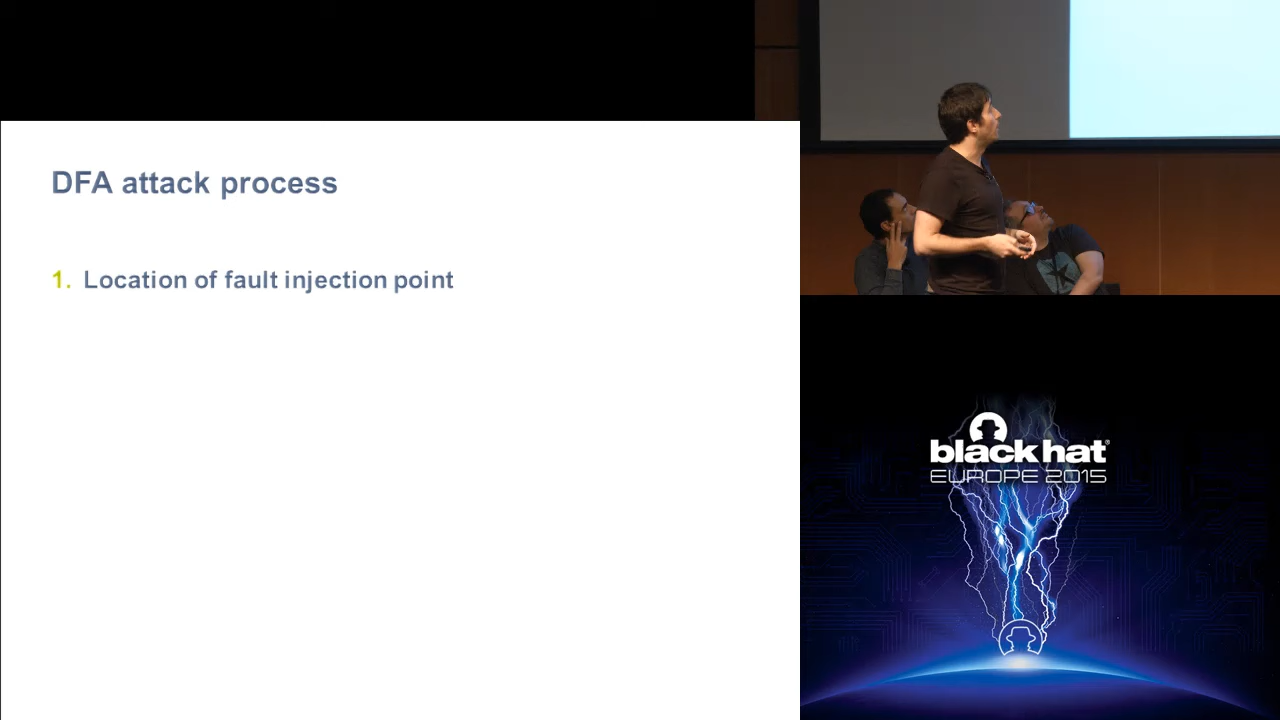 DFA attack process
1. Location of fault injection point
black hat®
EUROPE 2015